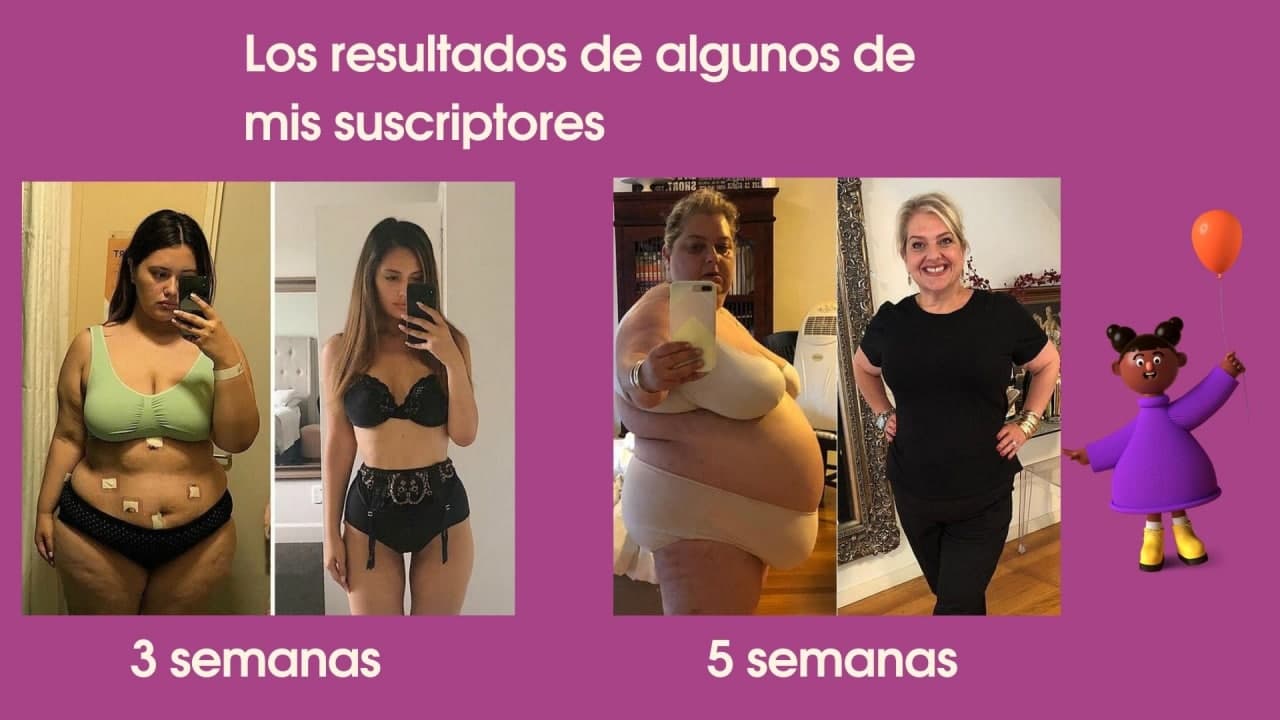 Los resultados de algunos de
mis suscriptores
3 semanas
5 semanas